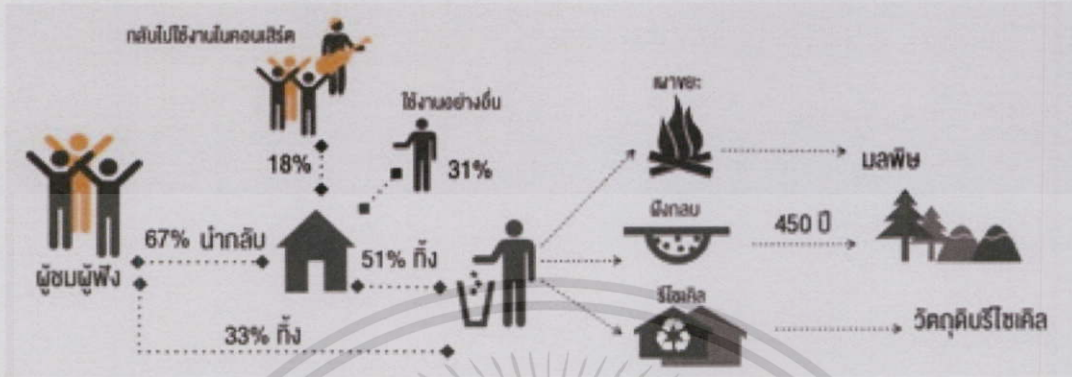 กลับไปใช้งานในคอนเสิร์ต
ใช้งานอย่างอื่น
เผาขยะ
18%
31%
มลพิษ
ฝังกลบ
67% นำกลับ
51% ทิ้ง
450 ปี
ผู้ชมผู้ฟัง
รีไซเคิล
33% ทิ้ง
วัตถุดิบรีไซเคิล